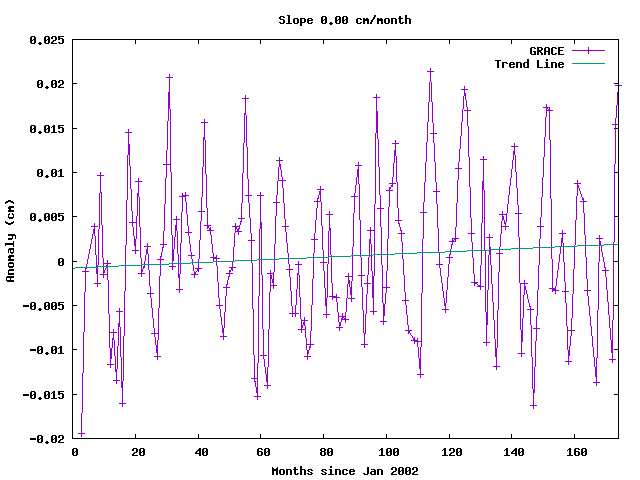 Slope 0.00 cm/month
GRACE
Trend Line
0.025
0.02
0.015
0.01
0.005
0
-0.005
-0.01
-0.015
-0.02
Anomaly (cm)
0 20 40 60 80 100 120 140 160
Months since Jan 2002